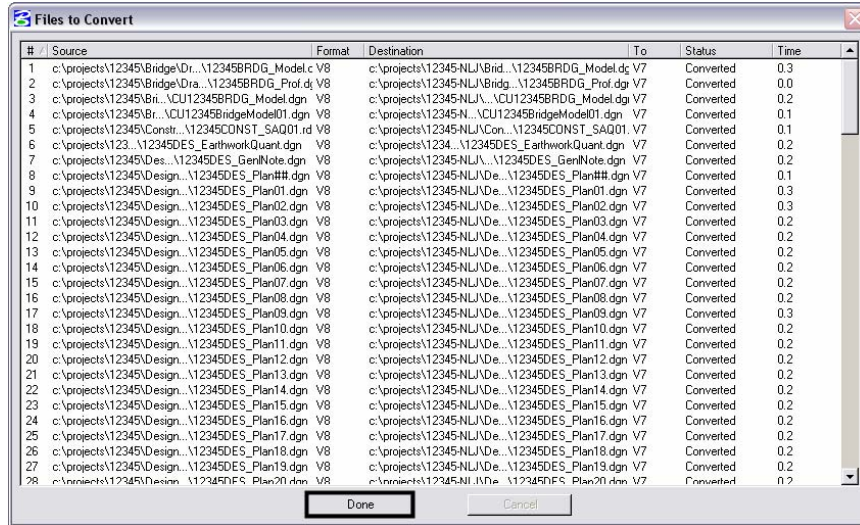 Files to Convert
# / Source Format Destination To Status Time
1 c:\projects\12345\Bridge\Dr...\12345BRDG_Model.c V8 c:\projects\12345-NLJ\Brid...\12345BRDG_Model.dg V7 Converted 0.3
2 c:\projects\12345\Bridge\Dra...\12345BRDG_Prof.dg V8 c:\projects\12345-NLJ\Bridg...\12345BRDG_Prof.dgn V7 Converted 0.0
3 c:\projects\12345\Bri...\CU12345BRDG_Model.dgn V8 c:\projects\12345-NLJ\...\CU12345BRDG_Model.dgn V7 Converted 0.2
4 c:\projects\12345\Br...\CU12345BridgeModel01.dgn V8 c:\projects\12345-N...\CU12345BridgeModel01.dgn V7 Converted 0.1
5 c:\projects\12345\Constr...\12345CONST_SAQ01.rd V8 c:\projects\12345-NLJ\Con...\12345CONST_SAQ01. V7 Converted 0.1
6 c:\projects\123...\12345DES_EarthworkQuant.dgn V8 c:\projects\1234...\12345DES_EarthworkQuant.dgn V7 Converted 0.2
7 c:\projects\12345\Des...\12345DES_GenlNote.dgn V8 c:\projects\12345-NLJ\...\12345DES_GenlNote.dgn V7 Converted 0.2
8 c:\projects\12345\Design...\12345DES_Plan##.dgn V8 c:\projects\12345-NLJ\De...\12345DES_Plan##.dgn V7 Converted 0.1
9 c:\projects\12345\Design...\12345DES_Plan01.dgn V8 c:\projects\12345-NLJ\De...\12345DES_Plan01.dgn V7 Converted 0.3
10 c:\projects\12345\Design...\12345DES_Plan02.dgn V8 c:\projects\12345-NLJ\De...\12345DES_Plan02.dgn V7 Converted 0.3
11 c:\projects\12345\Design...\12345DES_Plan03.dgn V8 c:\projects\12345-NLJ\De...\12345DES_Plan03.dgn V7 Converted 0.2
12 c:\projects\12345\Design...\12345DES_Plan04.dgn V8 c:\projects\12345-NLJ\De...\12345DES_Plan04.dgn V7 Converted 0.2
13 c:\projects\12345\Design...\12345DES_Plan05.dgn V8 c:\projects\12345-NLJ\De...\12345DES_Plan05.dgn V7 Converted 0.2
14 c:\projects\12345\Design...\12345DES_Plan06.dgn V8 c:\projects\12345-NLJ\De...\12345DES_Plan06.dgn V7 Converted 0.2
15 c:\projects\12345\Design...\12345DES_Plan07.dgn V8 c:\projects\12345-NLJ\De...\12345DES_Plan07.dgn V7 Converted 0.2
16 c:\projects\12345\Design...\12345DES_Plan08.dgn V8 c:\projects\12345-NLJ\De...\12345DES_Plan08.dgn V7 Converted 0.2
17 c:\projects\12345\Design...\12345DES_Plan09.dgn V8 c:\projects\12345-NLJ\De...\12345DES_Plan09.dgn V7 Converted 0.3
18 c:\projects\12345\Design...\12345DES_Plan10.dgn V8 c:\projects\12345-NLJ\De...\12345DES_Plan10.dgn V7 Converted 0.2
19 c:\projects\12345\Design...\12345DES_Plan11.dgn V8 c:\projects\12345-NLJ\De...\12345DES_Plan11.dgn V7 Converted 0.2
20 c:\projects\12345\Design...\12345DES_Plan12.dgn V8 c:\projects\12345-NLJ\De...\12345DES_Plan12.dgn V7 Converted 0.2
21 c:\projects\12345\Design...\12345DES_Plan13.dgn V8 c:\projects\12345-NLJ\De...\12345DES_Plan13.dgn V7 Converted 0.2
22 c:\projects\12345\Design...\12345DES_Plan14.dgn V8 c:\projects\12345-NLJ\De...\12345DES_Plan14.dgn V7 Converted 0.2
23 c:\projects\12345\Design...\12345DES_Plan15.dgn V8 c:\projects\12345-NLJ\De...\12345DES_Plan15.dgn V7 Converted 0.2
24 c:\projects\12345\Design...\12345DES_Plan16.dgn V8 c:\projects\12345-NLJ\De...\12345DES_Plan16.dgn V7 Converted 0.2
25 c:\projects\12345\Design...\12345DES_Plan17.dgn V8 c:\projects\12345-NLJ\De...\12345DES_Plan17.dgn V7 Converted 0.2
26 c:\projects\12345\Design...\12345DES_Plan18.dgn V8 c:\projects\12345-NLJ\De...\12345DES_Plan18.dgn V7 Converted 0.2
27 c:\projects\12345\Design...\12345DES_Plan19.dgn V8 c:\projects\12345-NLJ\De...\12345DES_Plan19.dgn V7 Converted 0.2
28 c:\projects\12345\Design...\12345DES_Plan20.dgn V8 c:\projects\12345-NLJ\De...\12345DES_Plan20.dgn V7 Converted 0.2
Done Cancel